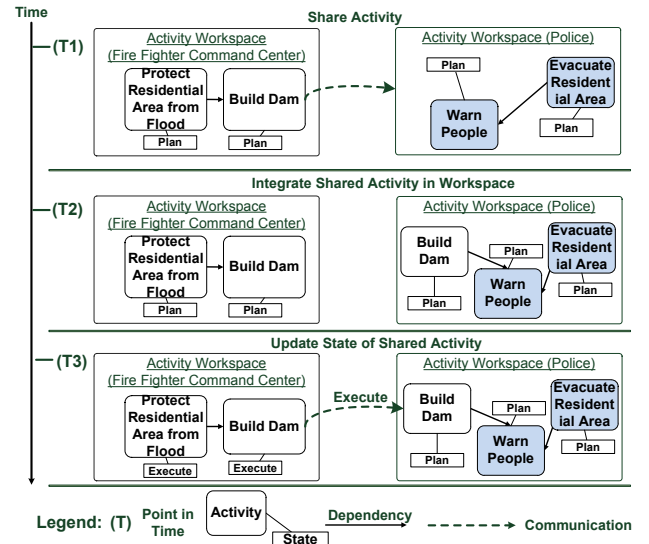 Time
Share Activity
(T1)
Activity Workspace
(Fire Fighter Command Center)
Protect
Residential
Area from
Flood
Plan
Build Dam
Plan
Activity Workspace (Police)
Plan
Warn
People
Evacuate
Resident
ial Area
Plan
Integrate Shared Activity in Workspace
(T2)
Activity Workspace
(Fire Fighter Command Center)
Protect
Residential
Area from
Flood
Plan
Build Dam
Plan
Activity Workspace (Police)
Build
Dam
Plan
Plan
Warn
People
Evacuate
Resident
ial Area
Plan
Update State of Shared Activity
(T3)
Activity Workspace
(Fire Fighter Command Center)
Protect
Residential
Area from
Flood
Execute
Build Dam
Execute
Execute
Activity Workspace (Police)
Build
Dam
Plan
Plan
Warn
People
Evacuate
Resident
ial Area
Plan
Legend: (T) Point in
Time
Activity
State
Dependency
Communication